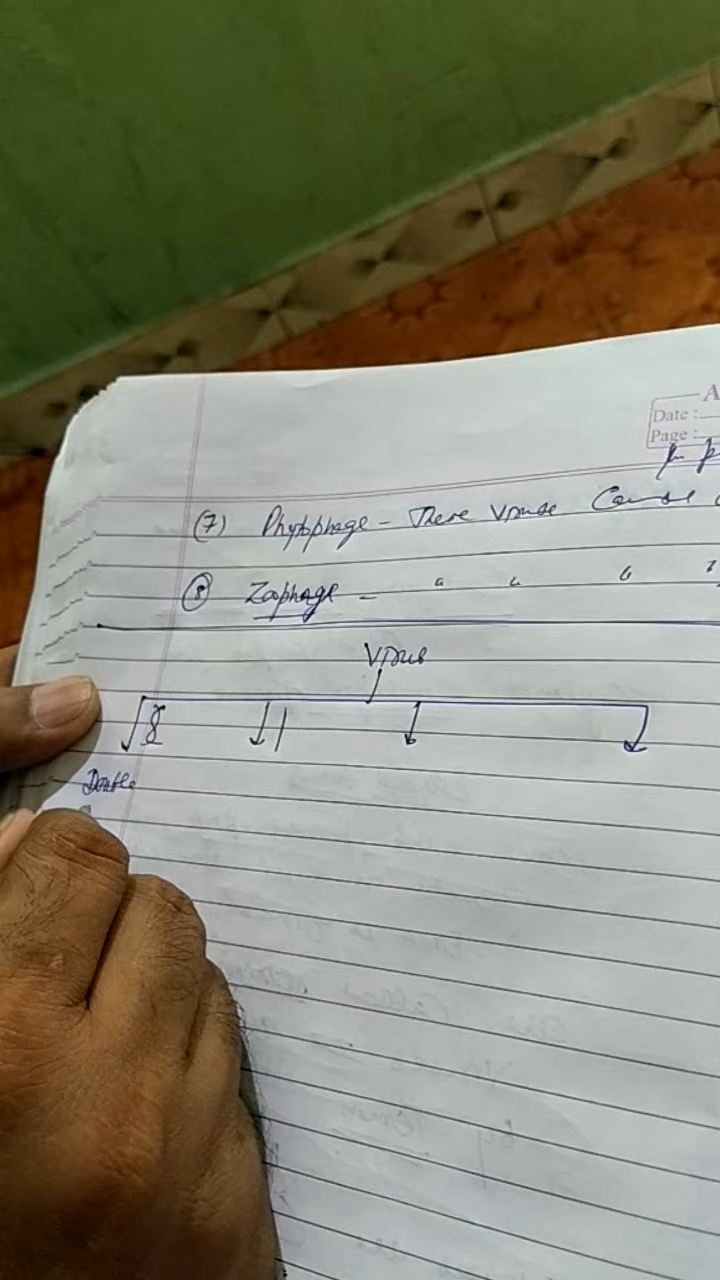 Date :
Page :
(7) Phytophage - These virus Cause
(8) Zoophage - " " " "
Virus
Double